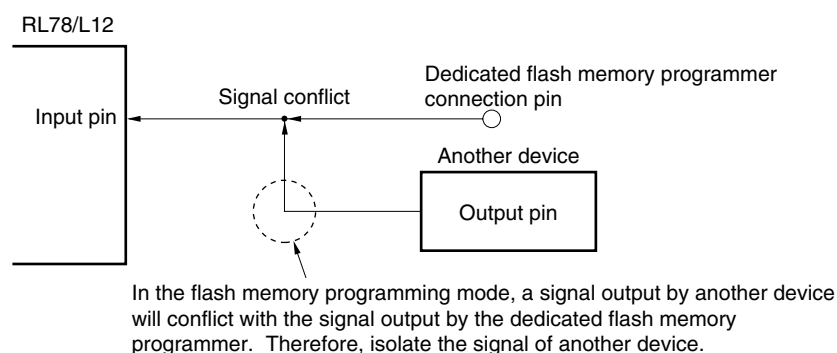 RL78/L12
Dedicated flash memory programmer
connection pin
Signal conflict
Input pin
Another device
Output pin
In the flash memory programming mode, a signal output by another device
will conflict with the signal output by the dedicated flash memory
programmer.  Therefore, isolate the signal of another device.